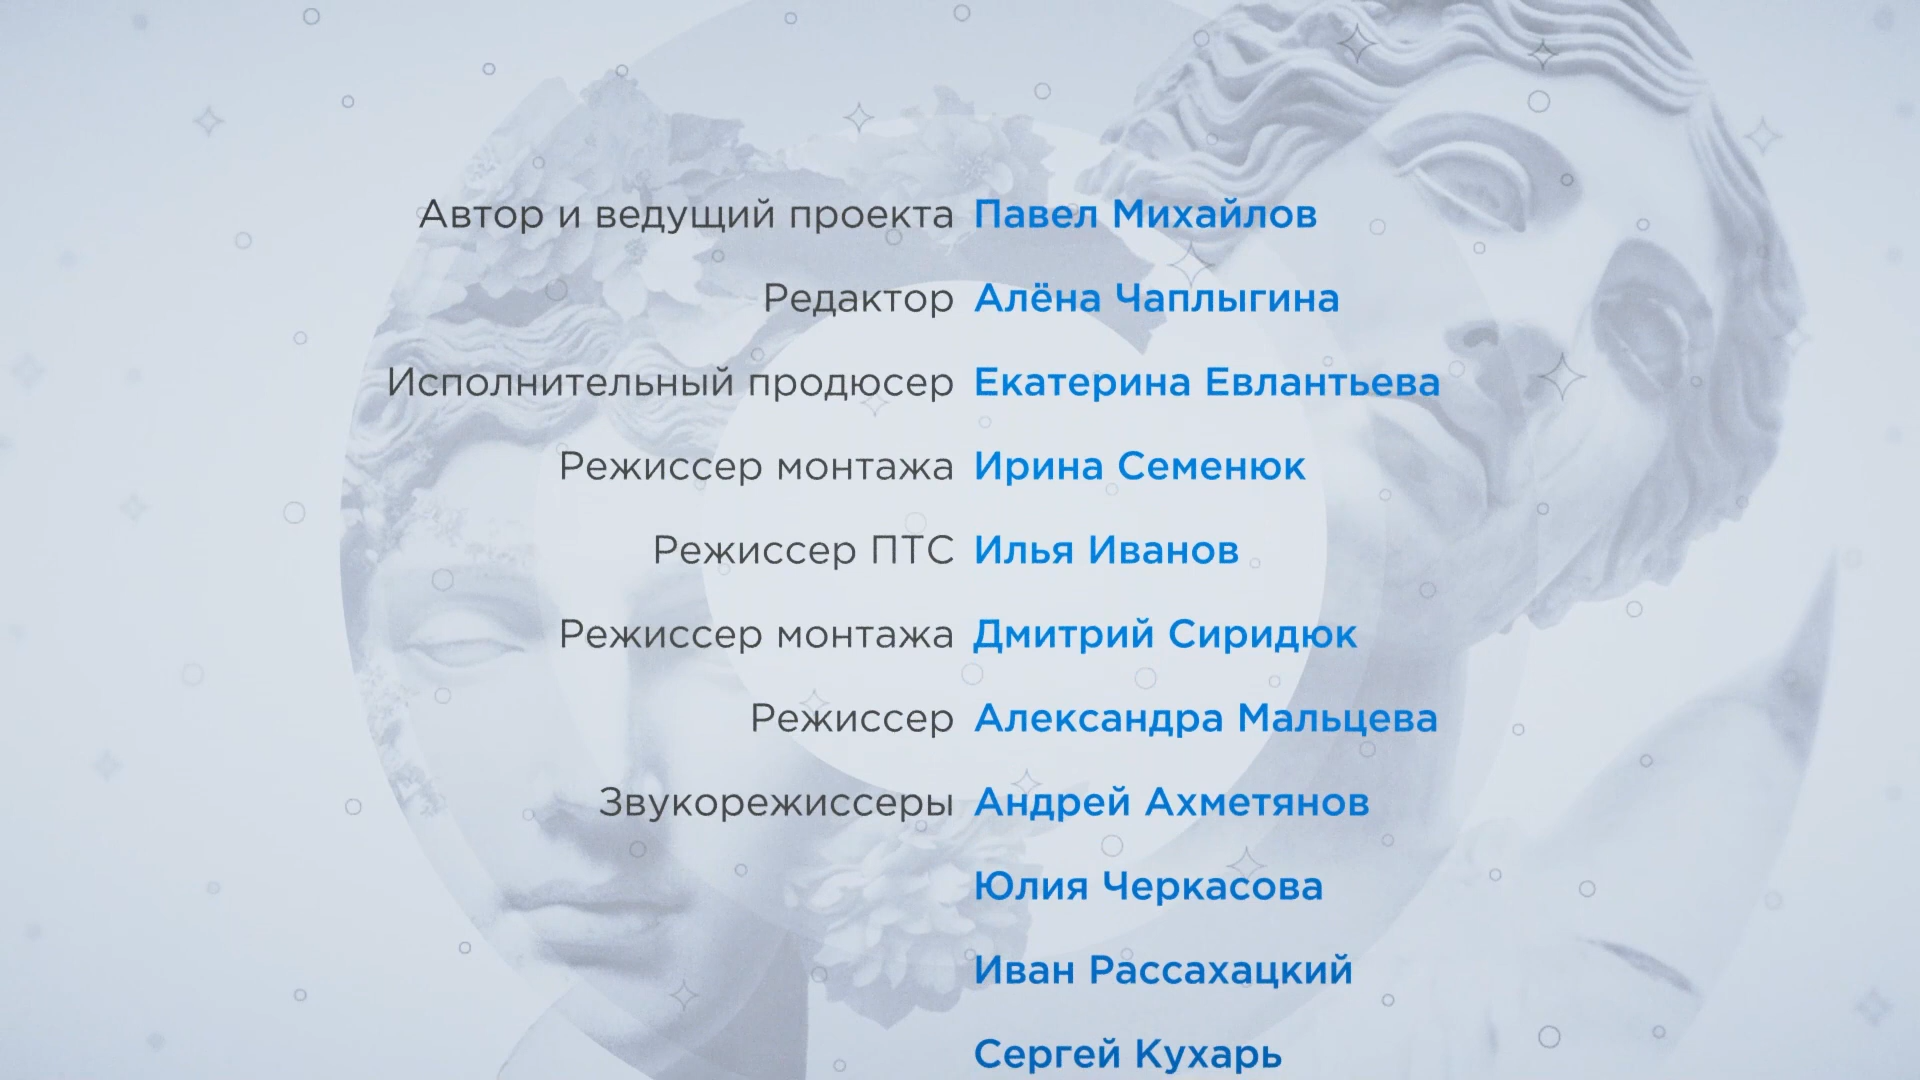 Автор и ведущий проекта Павел Михайлов
Редактор Алёна Чаплыгина
Исполнительный продюсер Екатерина Евлантьева
Режиссер монтажа Ирина Семенюк
Режиссер ПТС Илья Иванов
Режиссер монтажа Дмитрий Сиридюк
Режиссер Александра Мальцева
Звукорежиссеры Андрей Ахметянов
Юлия Черкасова
Иван Рассахацкий
Сергей Кухарь